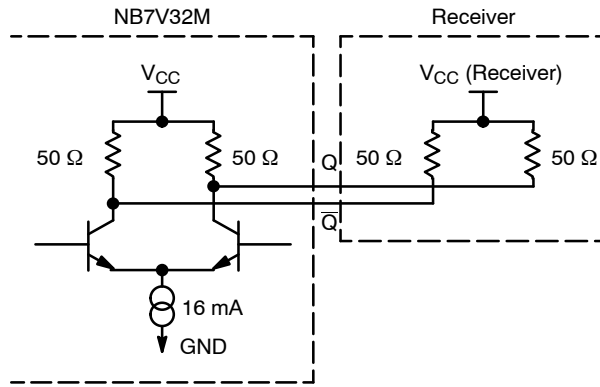 NB7V32M
Receiver
VCC
VCC (Receiver)
50 Ω
50 Ω
Q
50 Ω
50 Ω
Q̅
16 mA
GND